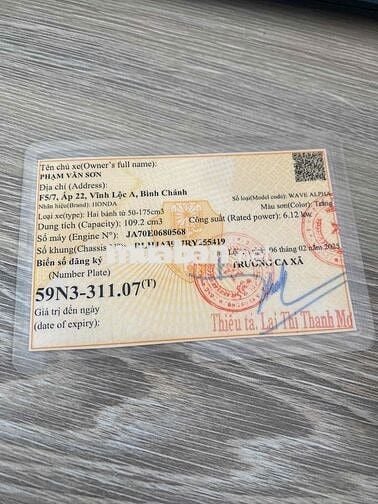 Tên chủ xe(Owner's full name):
PHẠM VĂN SƠN
Địa chỉ (Address):
F5/7, Ấp 22, Vĩnh Lộc A, Bình Chánh
Nhãn hiệu(Brand): HONDA Số loại(Model code): WAVE ALPHA
Loại xe(type): Hai bánh từ 50-175cm3 Màu sơn(Color): Trắng
Dung tích (Capacity): 109.2 cm3 Công suất (Rated power): 6.12 kw
Số máy (Engine N°): JA70E0680568
Số khung(Chassis N°): RY-55419
Biển số đăng ký 06 tháng 02 năm 2025
(Number Plate) TRƯỞNG CA XÃ
59N3-311.07(T)
Giá trị đến ngày
(date of expiry):
Thiếu tá. Lại Thị Thanh Mơ